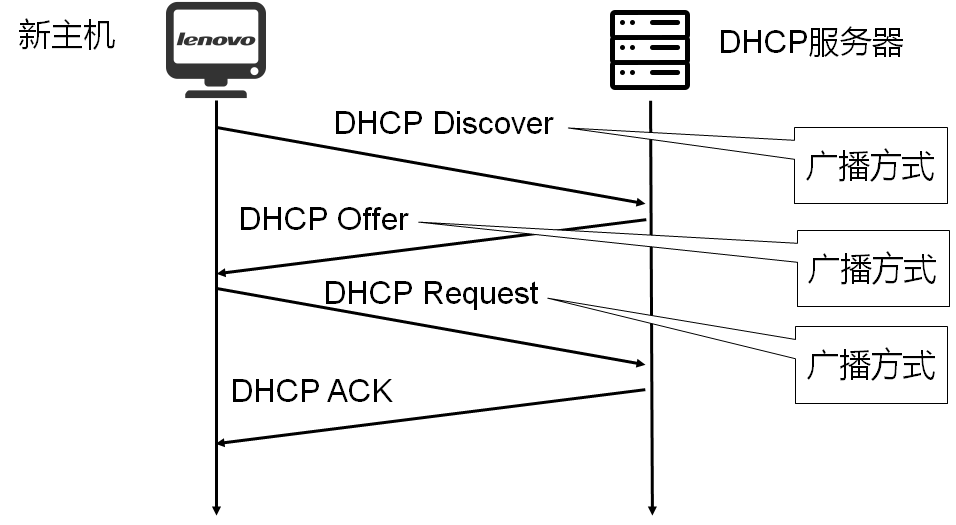 新主机
lenovo
DHCP服务器
DHCP Discover
广播方式
DHCP Offer
广播方式
DHCP Request
广播方式
DHCP ACK